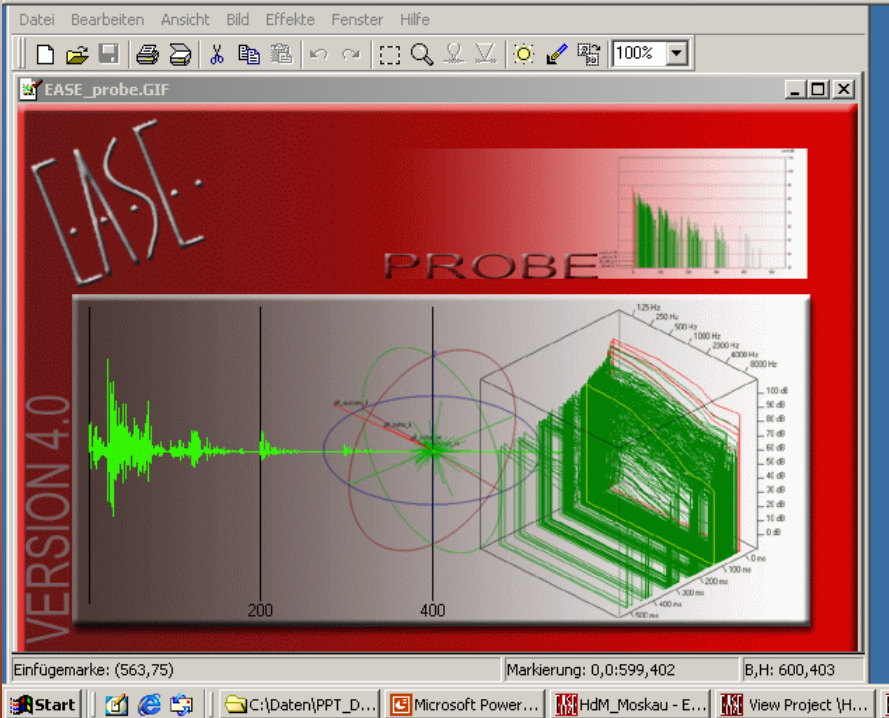 Datei Bearbeiten Ansicht Bild Effekte Fenster Hilfe
100%
EASE_probe.GIF
EASE
PROBE
VERSION 4.0
125 Hz
250 Hz
500 Hz
1000 Hz
2000 Hz
4000 Hz
8000 Hz
100 dB
90 dB
80 dB
70 dB
60 dB
50 dB
40 dB
30 dB
20 dB
10 dB
0 dB
0 ms
100 ms
200 ms
300 ms
400 ms
500 ms
200 400
Einfügemarke: (563,75) Markierung: 0,0:599,402 B,H: 600,403
Start C:\Daten\PPT_D... Microsoft Power... HdM_Moskau - E... View Project \H...